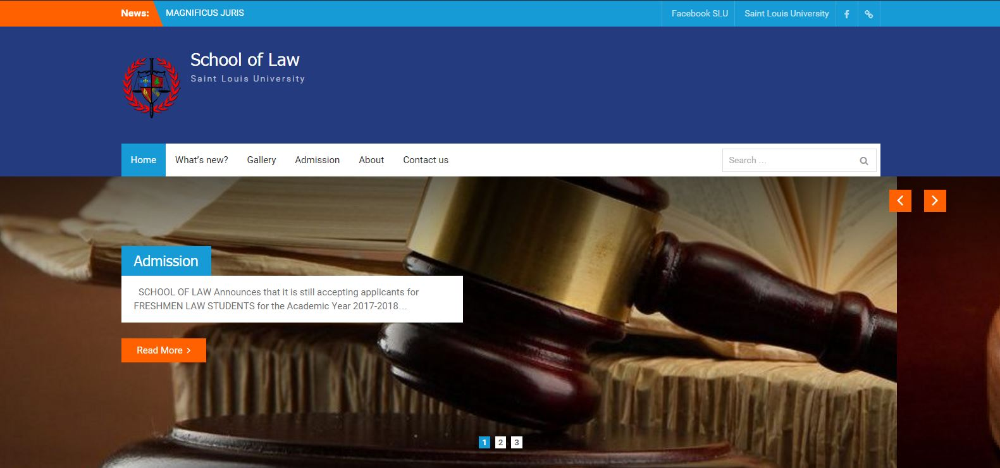 News:
MAGNIFICUS JURIS
Facebook SLU
Saint Louis University
School of Law
Saint Louis University
Home
What’s new?
Gallery
Admission
About
Contact us
Search …
Admission
SCHOOL OF LAW Announces that it is still accepting applicants for
FRESHMEN LAW STUDENTS for the Academic Year 2017-2018…
Read More
1 2 3